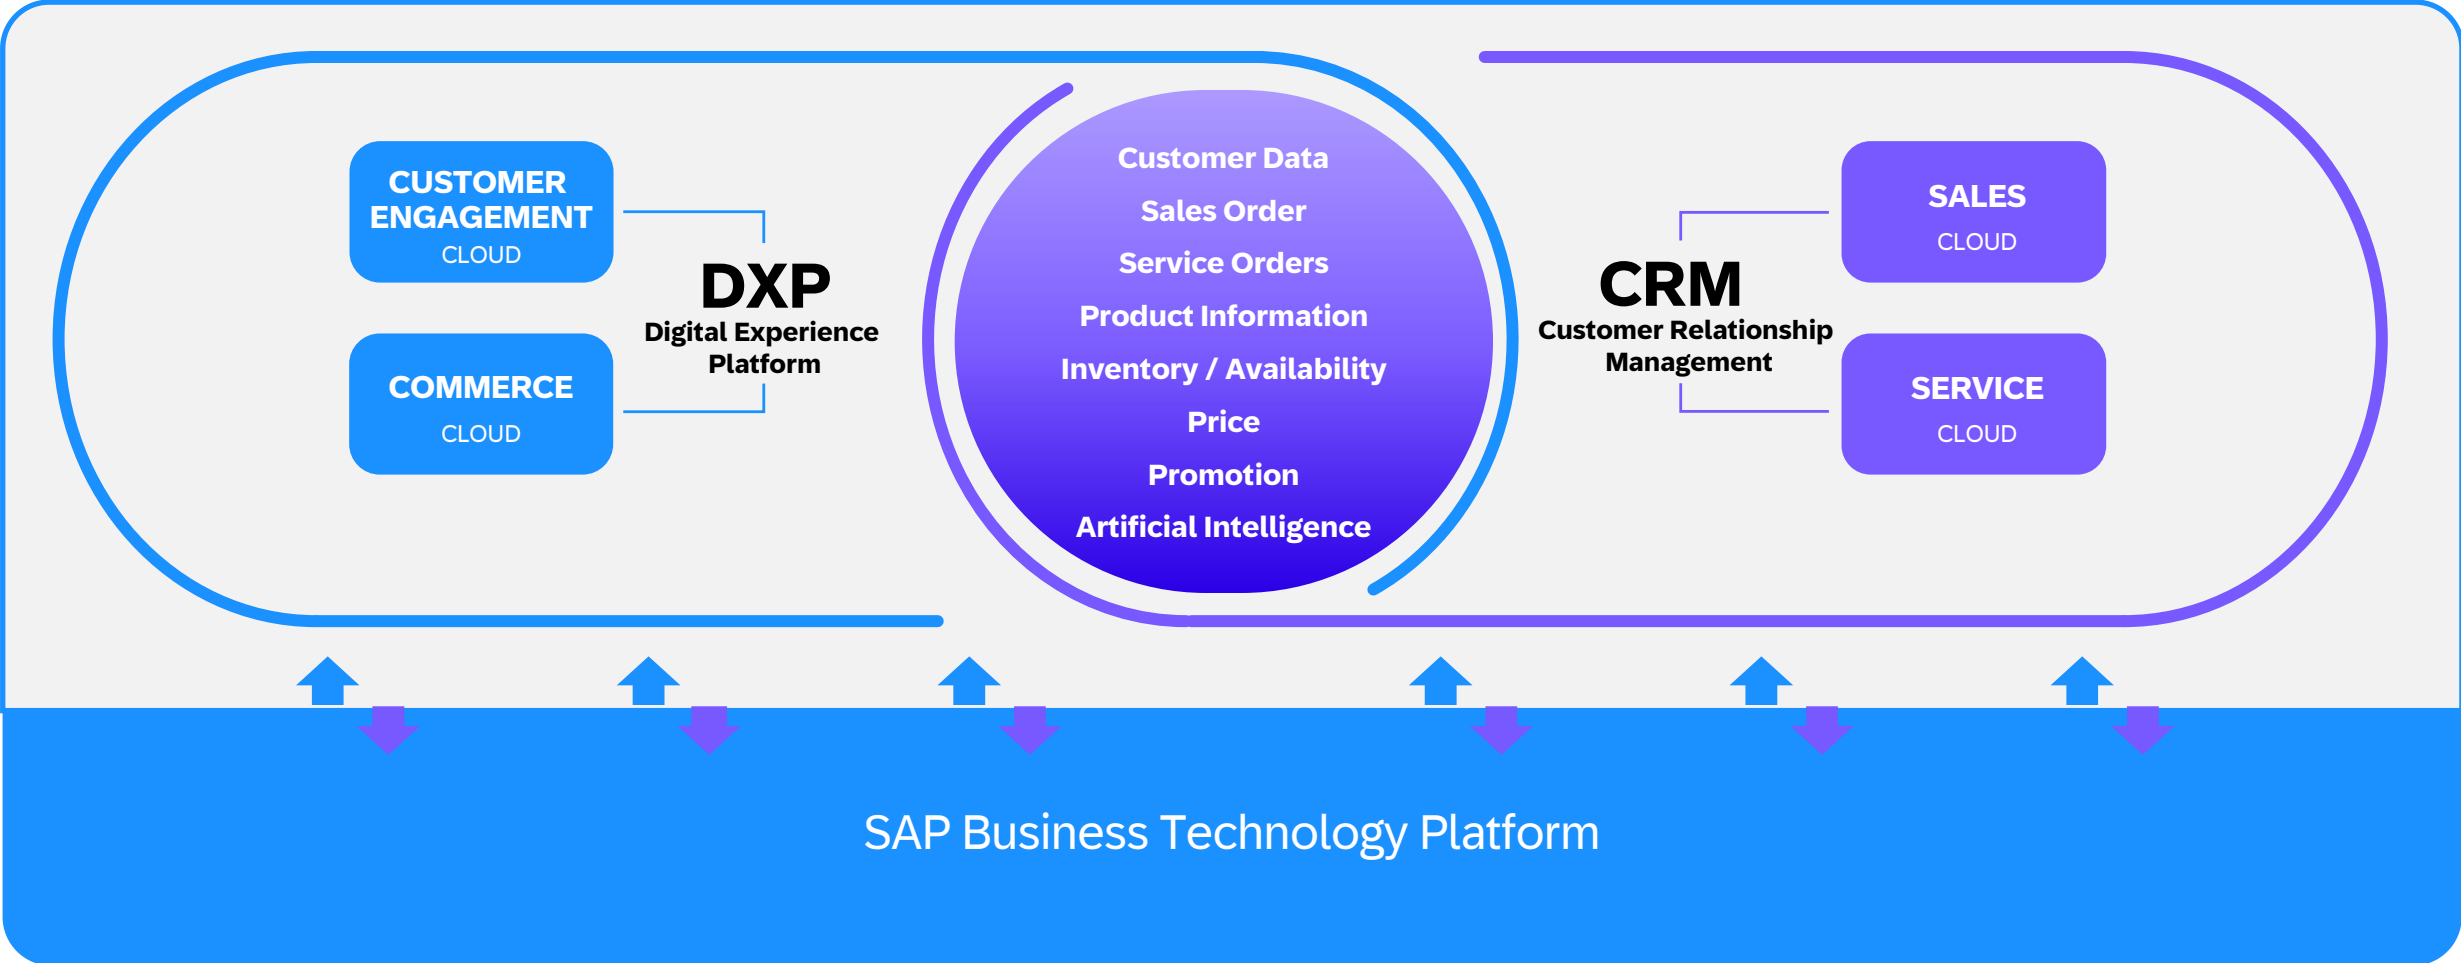 CUSTOMER
ENGAGEMENT
CLOUD
COMMERCE
CLOUD
DXP
Digital Experience
Platform
Customer Data
Sales Order
Service Orders
Product Information
Inventory / Availability
Price
Promotion
Artificial Intelligence
CRM
Customer Relationship
Management
SALES
CLOUD
SERVICE
CLOUD
SAP Business Technology Platform